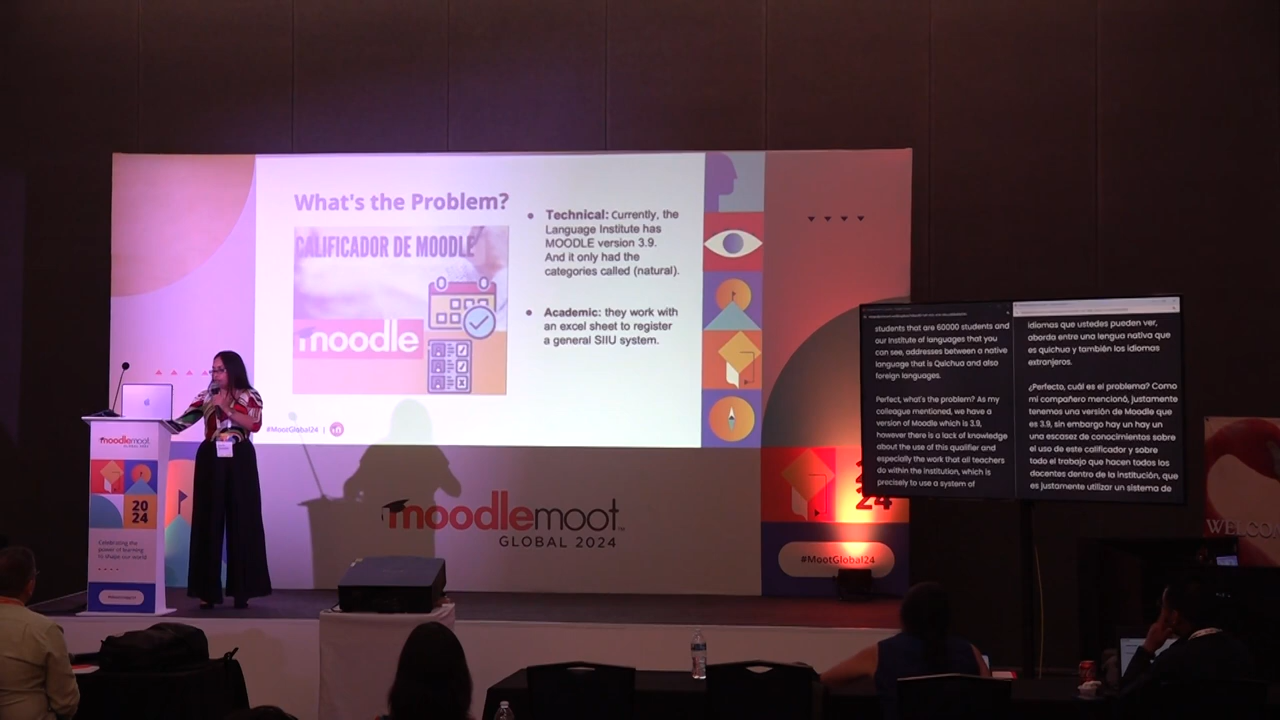 What's the Problem?
CALIFICADOR DE MOODLE
moodle
Technical: Currently, the
Language Institute has
MOODLE version 3.9.
And it only had the
categories called (natural).
Academic: they work with
an excel sheet to register
a general SIIU system.
#MootGlobal24
moodlemoot
GLOBAL 2024
24
#MootGlobal24
moodlemoot
GLOBAL 2024
20
24
Celebrating the
power of learning
to shape our world
students that are 60000 students and
our Institute of languages that you
can see, addresses between a native
language that is Qaichua and also
foreign languages.
Perfect, what's the problem? As my
colleague mentioned, we have a
version of Moodle which is 3.9,
however there is a lack of knowledge
about the use of this qualifier and
especially the work that all teachers
do within the institution, which is
precisely to use a system of
idiomas que ustedes pueden ver,
aborda entre una lengua nativa que
es quichua y también los idiomas
extranjeros.
¿Perfecto, cuál es el problema? Como
mi compañero mencionó, justamente
tenemos una versión de Moodle que
es 3.9, sin embargo hay un hay un
una escasez de conocimientos sobre
el uso de este calificador y sobre
todo el trabajo que hacen todos los
docentes dentro de la institución, que
es justamente utilizar un sistema de